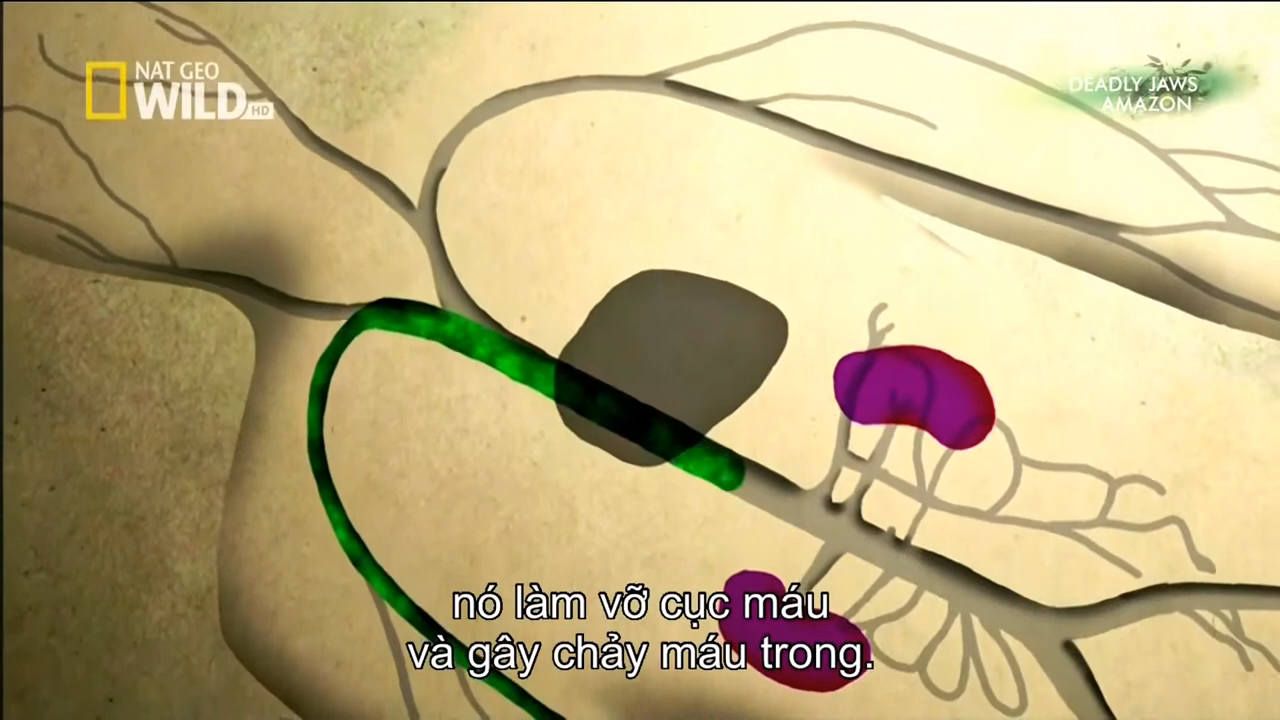 NAT GEO
WILD HD
DEADLY JAWS
AMAZON
nó làm vỡ cục máu
và gây chảy máu trong.